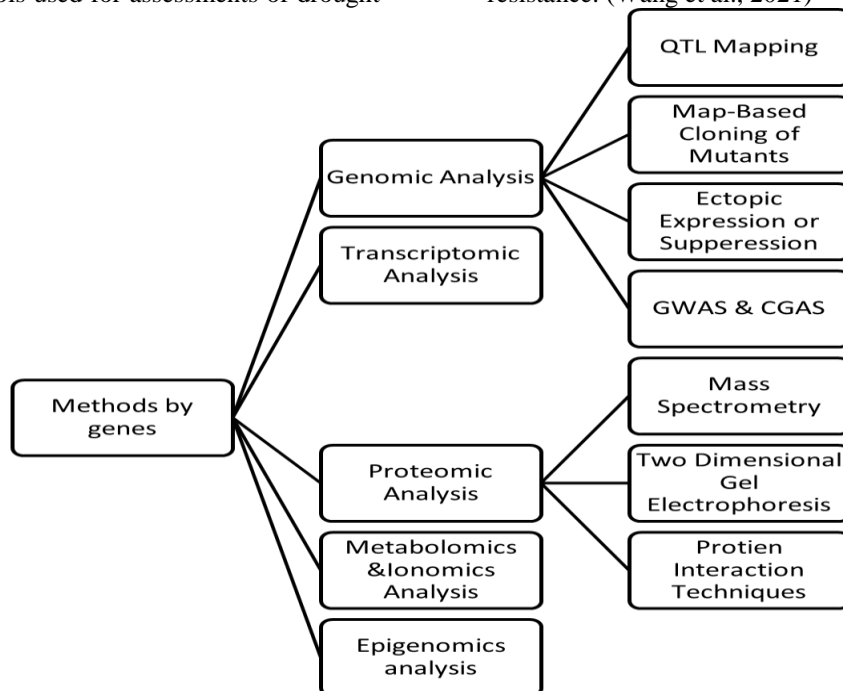 used for assessments of drought
resistance. (Wang et al., 2021)
QTL Mapping
Map-Based
Cloning of
Mutants
Genomic Analysis
Ectopic
Expression or
Supperession
Transcriptomic
Analysis
GWAS & CGAS
Methods by
genes
Mass
Spectrometry
Proteomic
Analysis
Two Dimensional
Gel
Electrophoresis
Metabolomics
&Ionomics
Analysis
Protien
Interaction
Techniques
Epigenomics
analysis